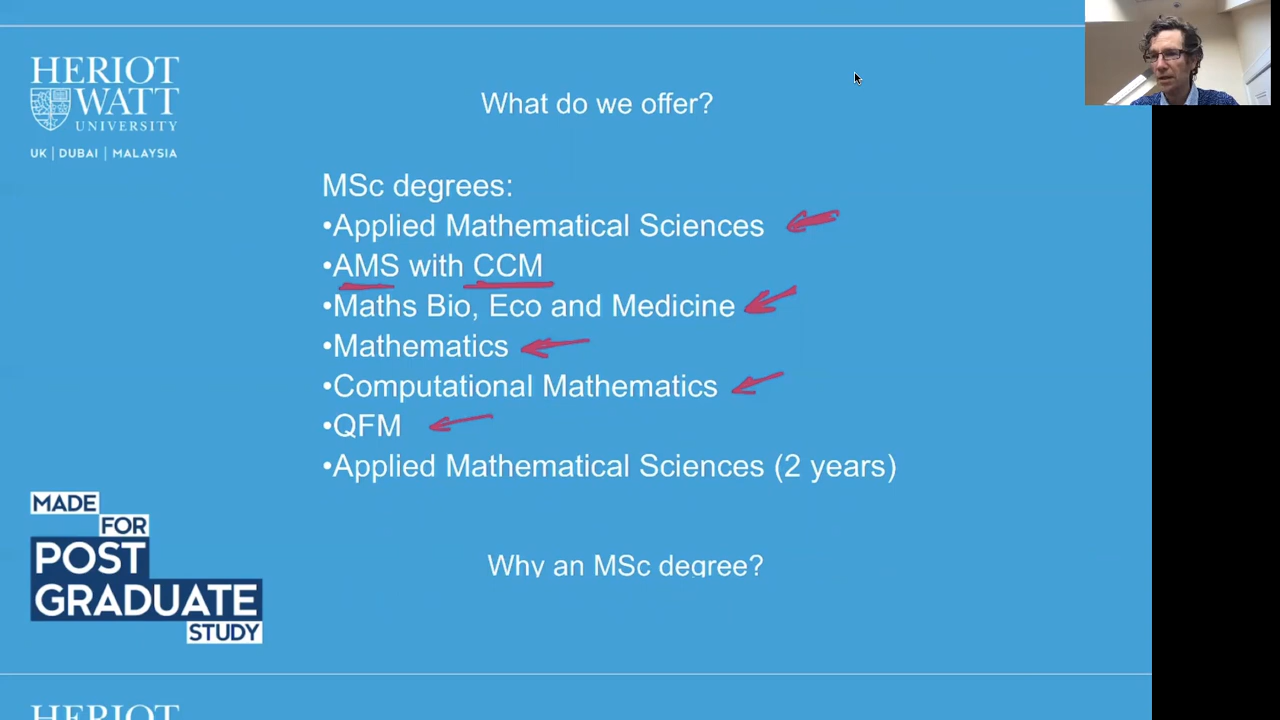 HERIOT
WATT
UNIVERSITY
UK | DUBAI | MALAYSIA
What do we offer?
MSc degrees:
•Applied Mathematical Sciences
•AMS with CCM
•Maths Bio, Eco and Medicine
•Mathematics
•Computational Mathematics
•QFM
•Applied Mathematical Sciences (2 years)
MADE
FOR
POST
GRADUATE
STUDY
Why an MSc degree?
HERIOT